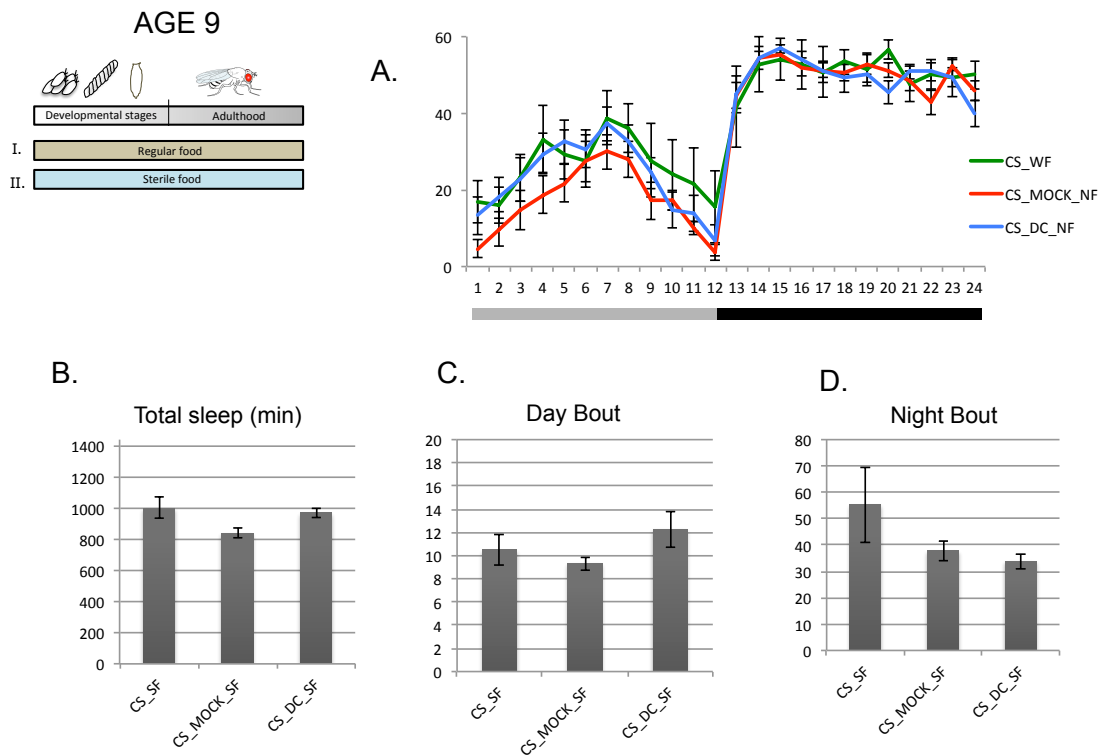 AGE 9
Developmental stages Adulthood
I. Regular food
II. Sterile food
A.
60
40
20
0
1 2 3 4 5 6 7 8 9 10 11 12 13 14 15 16 17 18 19 20 21 22 23 24
CS_WF
CS_MOCK_NF
CS_DC_NF
B.
Total sleep (min)
1400
1200
1000
800
600
400
200
0
CS_SF
CS_MOCK_SF
CS_DC_SF
C.
Day Bout
20
18
16
14
12
10
8
6
4
2
0
CS_SF
CS_MOCK_SF
CS_DC_SF
D.
Night Bout
80
70
60
50
40
30
20
10
0
CS_SF
CS_MOCK_SF
CS_DC_SF